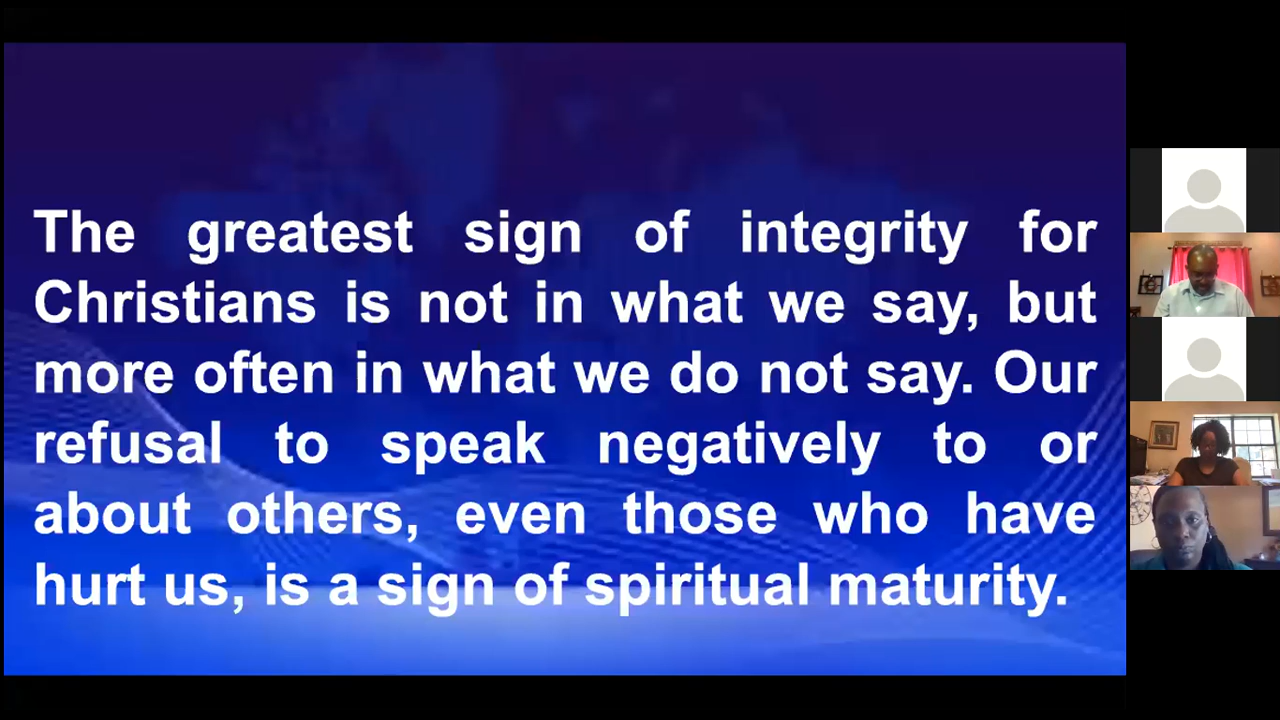 The greatest sign of integrity for
Christians is not in what we say, but
more often in what we do not say. Our
refusal to speak negatively to or
about others, even those who have
hurt us, is a sign of spiritual maturity.